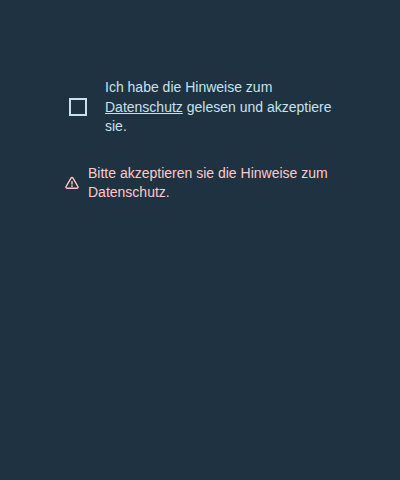 Ich habe die Hinweise zum
Datenschutz gelesen und akzeptiere
sie.
Bitte akzeptieren sie die Hinweise zum
Datenschutz.